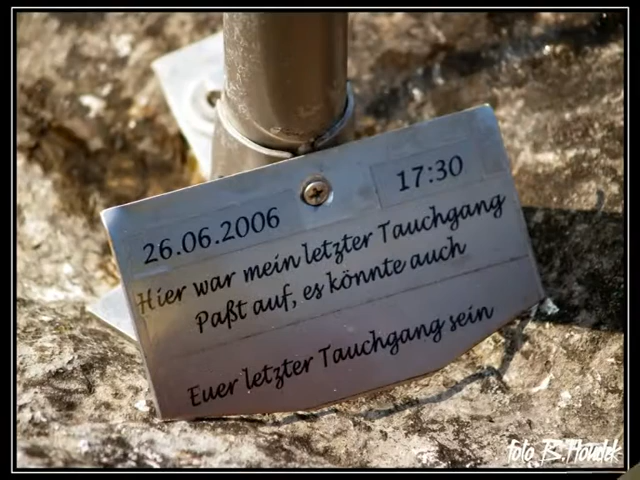 26.06.2006 17:30
Hier war mein letzter Tauchgang
Paßt auf, es könnte auch
Euer letzter Tauchgang sein
foto B.Houdek